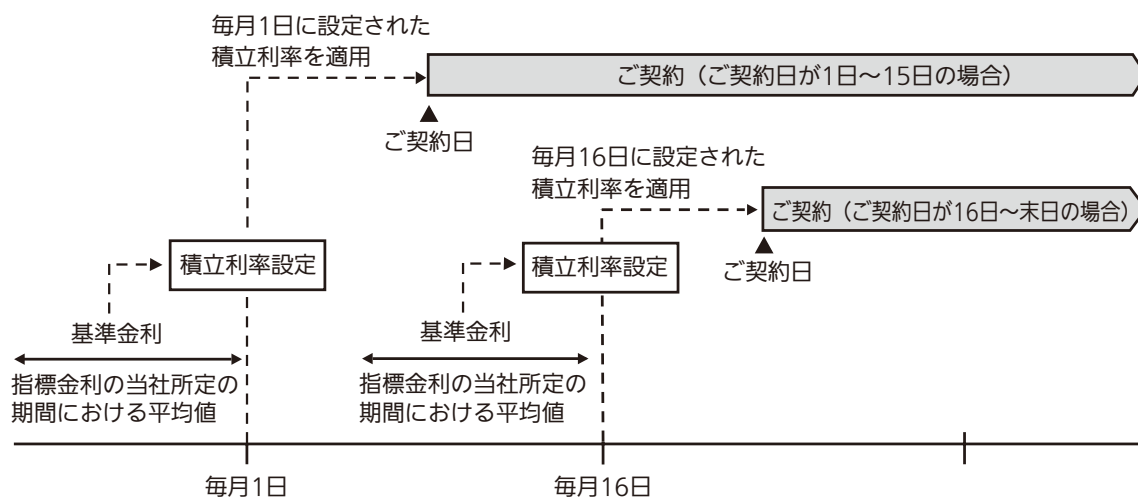 毎月1日に設定された
積立利率を適用
ご契約（ご契約日が1日～15日の場合）
ご契約日
毎月16日に設定された
積立利率を適用
ご契約（ご契約日が16日～末日の場合）
ご契約日
積立利率設定
積立利率設定
基準金利
基準金利
指標金利の当社所定の
期間における平均値
指標金利の当社所定の
期間における平均値
毎月1日
毎月16日